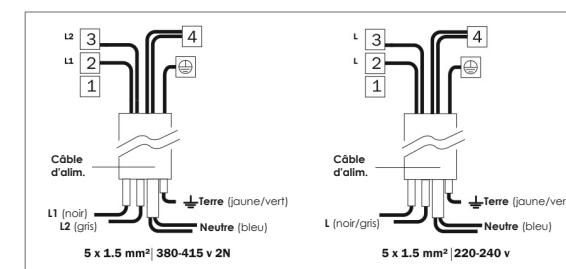 L2 3
L1 2
1
4
Câble
d'alim.
Terre (jaune/vert)
L1 (noir)
L2 (gris)
Neutre (bleu)
5 x 1.5 mm² | 380-415 v 2N
L 3
L 2
1
4
Câble
d'alim.
Terre (jaune/ver
L (noir/gris)
Neutre (bleu)
5 x 1.5 mm² | 220-240 v